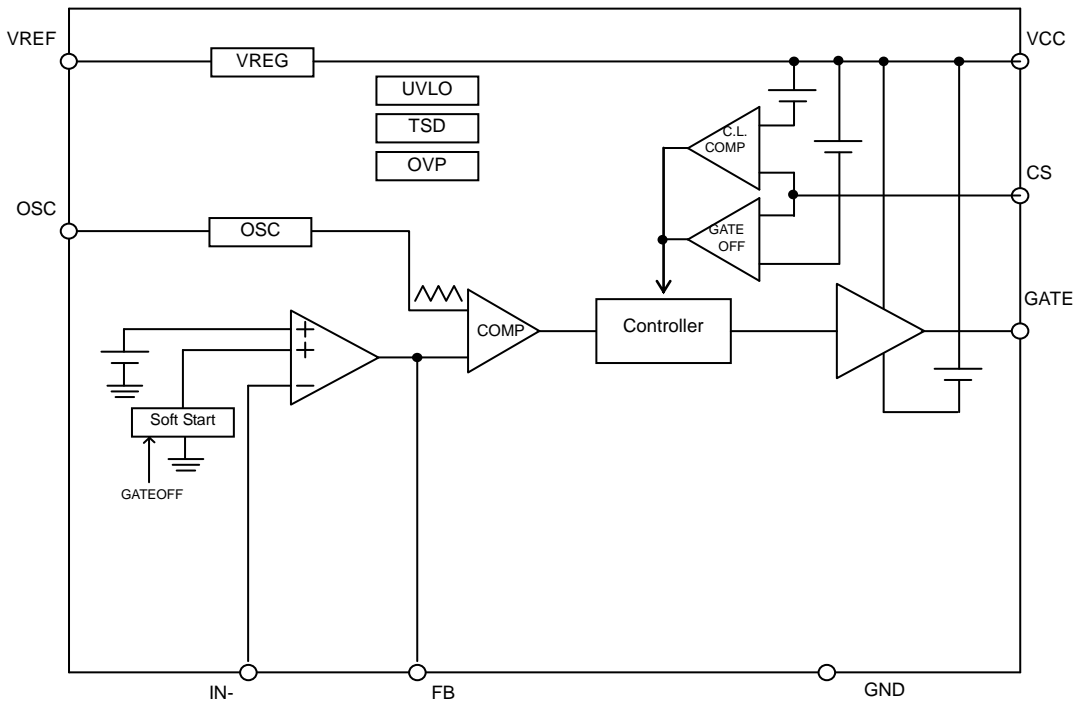 VREF
VCC
VREG
UVLO
TSD
OVP
C.L.
COMP
CS
OSC
OSC
GATE
OFF
GATE
COMP
Controller
+
+
−
Soft Start
GATEOFF
IN-
FB
GND